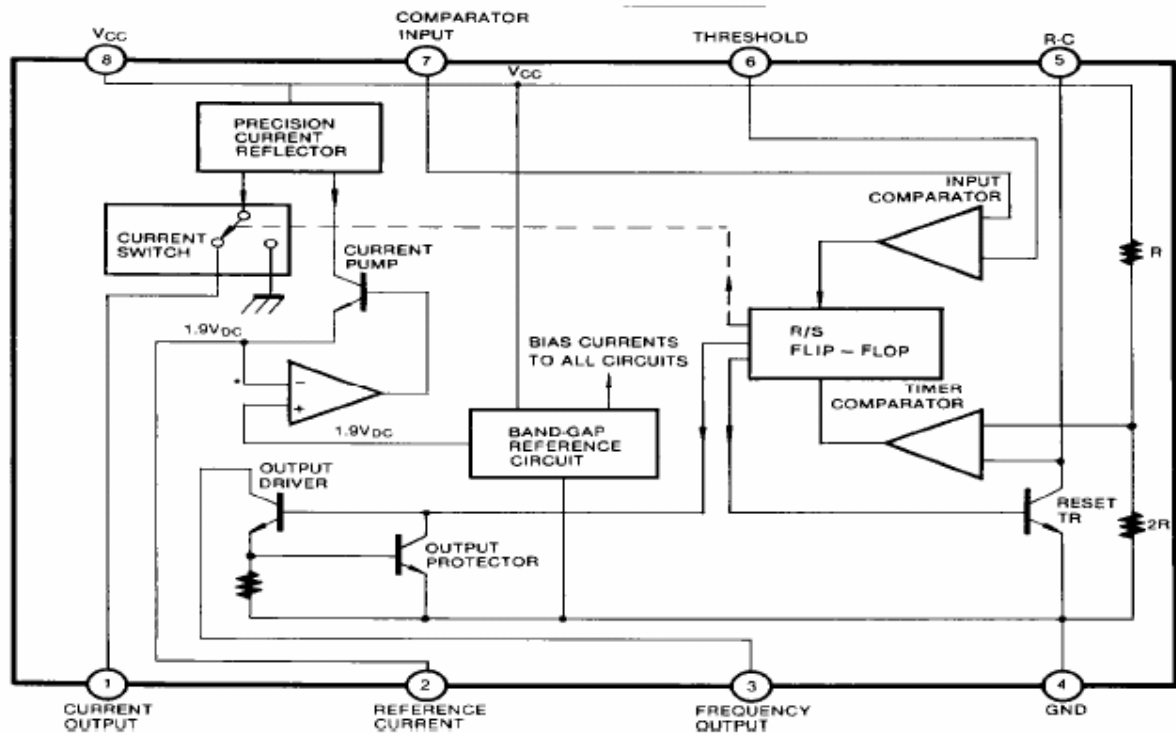 COMPARATOR
INPUT
VCC
THRESHOLD
R-C
8
7
6
5
VCC
PRECISION
CURRENT
REFLECTOR
INPUT
COMPARATOR
CURRENT
SWITCH
CURRENT
PUMP
R
1.9VDC
BIAS CURRENTS
TO ALL CIRCUITS
R/S
FLIP – FLOP
TIMER
COMPARATOR
−
+
1.9VDC
BAND-GAP
REFERENCE
CIRCUIT
OUTPUT
DRIVER
RESET
TR
2R
OUTPUT
PROTECTOR
1
2
3
4
CURRENT
OUTPUT
REFERENCE
CURRENT
FREQUENCY
OUTPUT
GND